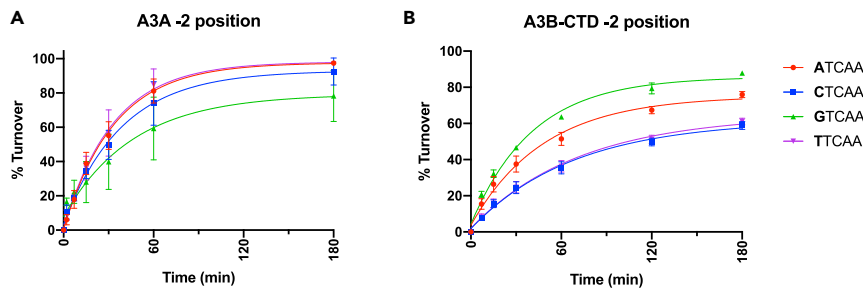 A
A3A -2 position
% Turnover
100
80
60
40
20
0
0
60
120
180
Time (min)
B
A3B-CTD -2 position
% Turnover
100
80
60
40
20
0
0
60
120
180
Time (min)
ATCAA
CTCAA
GTCAA
TTCAA